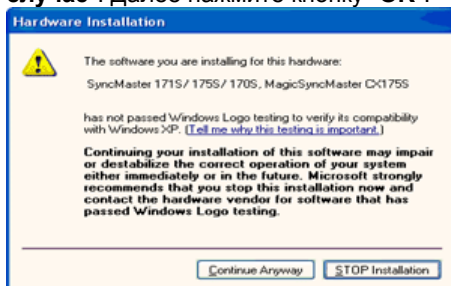 случае". Далее нажмите кнопку "OK".
Hardware Installation
The software you are installing for this hardware:
SyncMaster 171S/ 175S/ 170S, MagicSyncMaster CX175S
has not passed Windows Logo testing to verify its compatibility
with Windows XP. (Tell me why this testing is important.)
Continuing your installation of this software may impair
or destabilize the correct operation of your system
either immediately or in the future. Microsoft strongly
recommends that you stop this installation now and
contact the hardware vendor for software that has
passed Windows Logo testing.
Continue Anyway
STOP Installation